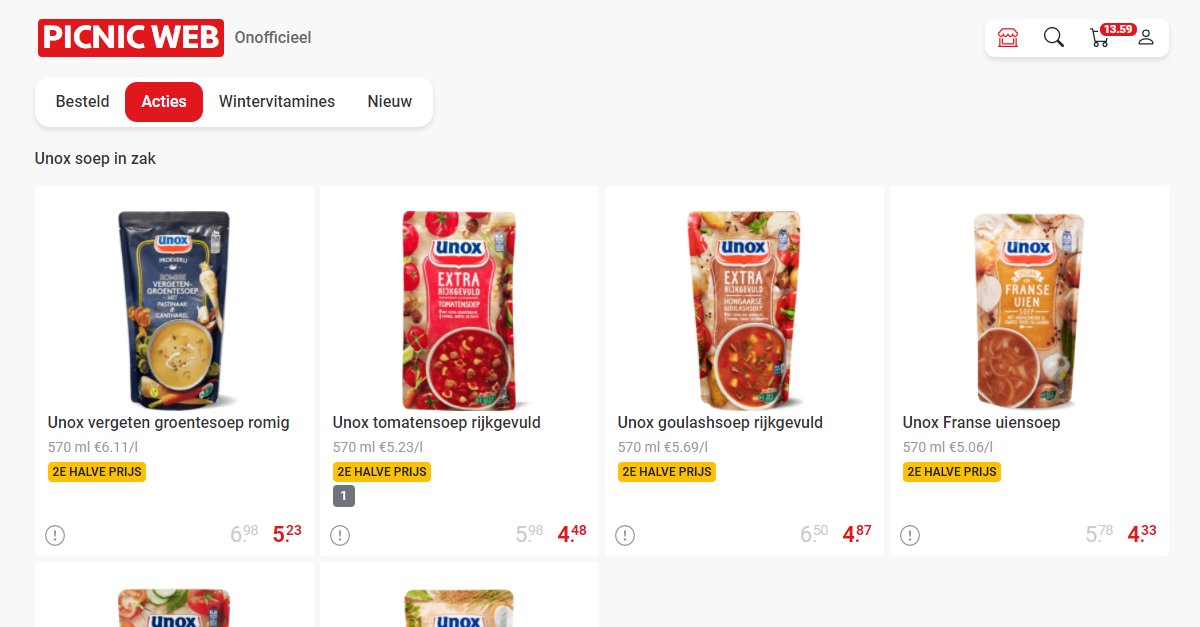 PICNIC WEB Onofficieel
13.59
Besteld Acties Wintervitamines Nieuw
Unox soep in zak
Unox
PROEVERIJ
ROMIGE
VERGETEN-
GROENTESOEP
MET
PASTINAAK
&
CANTHAREL
Unox
EXTRA
RIJKGEVULD
TOMATENSOEP
Unox
EXTRA
RIJKGEVULD
HONGAARSE
GOULASHSOEP
Unox
SPECIAAL
FRANSE
UIEN
SOEP
Unox vergeten groentesoep romig
570 ml €6.11/l
2E HALVE PRIJS
6.98 5.23
Unox tomatensoep rijkgevuld
570 ml €5.23/l
2E HALVE PRIJS
1
5.98 4.48
Unox goulashsoep rijkgevuld
570 ml €5.69/l
2E HALVE PRIJS
6.50 4.87
Unox Franse uiensoep
570 ml €5.06/l
2E HALVE PRIJS
5.78 4.33
Unox
Unox